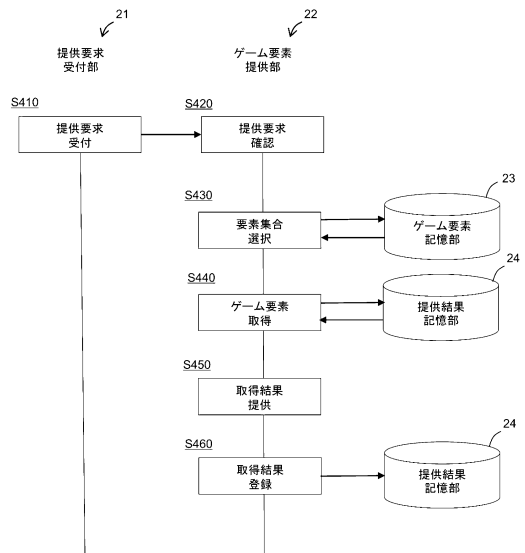 21
提供要求
受付部
22
ゲーム要素
提供部
S410
提供要求
受付
S420
提供要求
確認
S430
要素集合
選択
23
ゲーム要素
記憶部
S440
ゲーム要素
取得
24
提供結果
記憶部
S450
取得結果
提供
S460
取得結果
登録
24
提供結果
記憶部